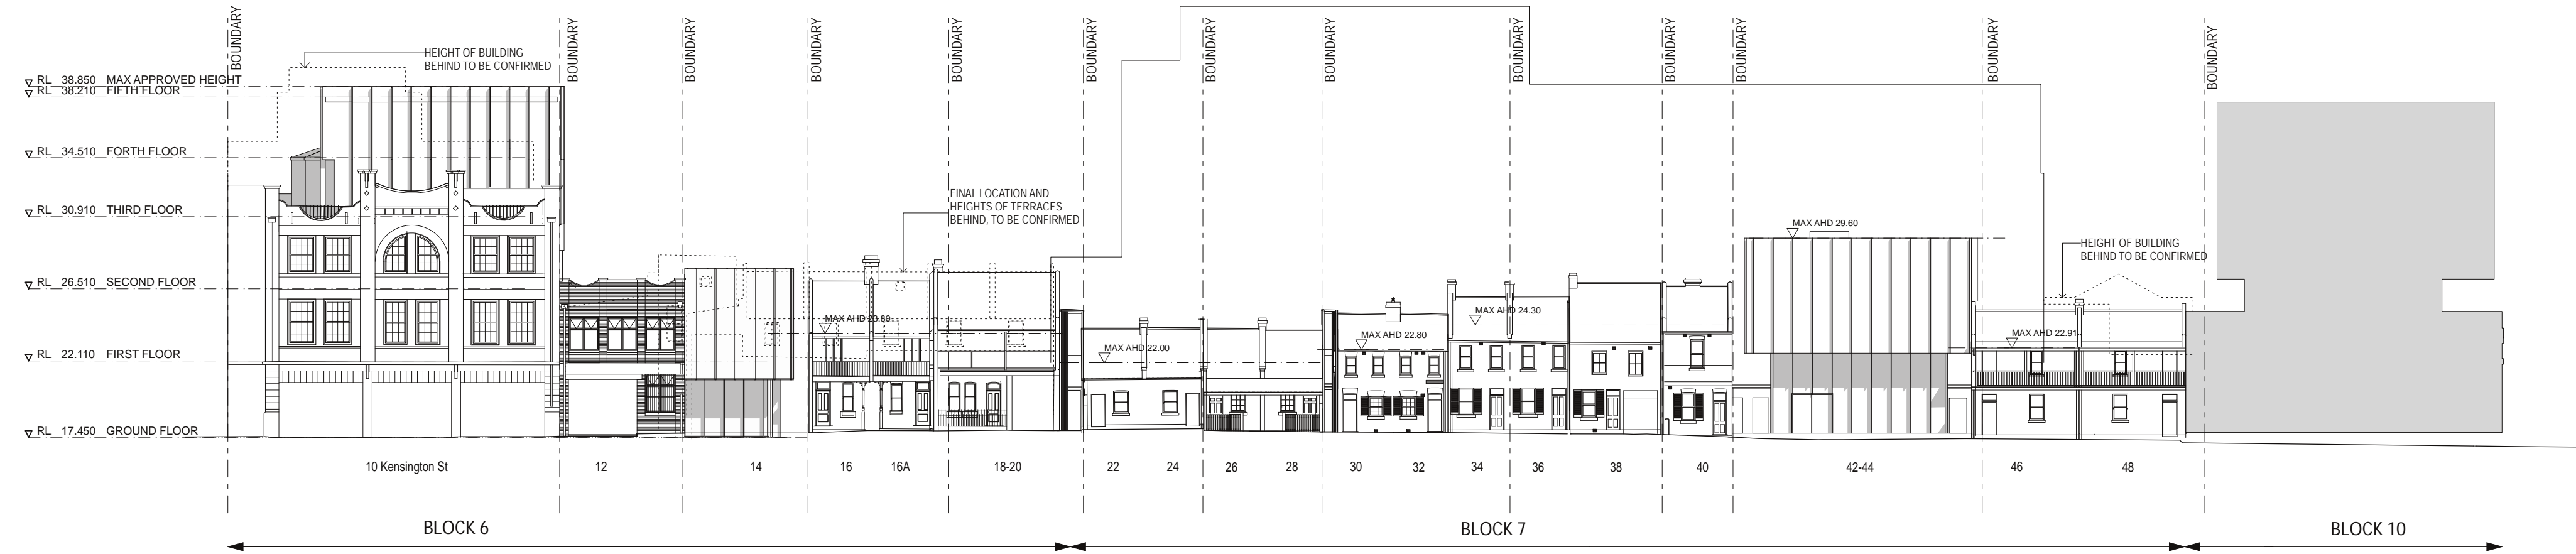 BOUNDARY
BOUNDARY
BOUNDARY
BOUNDARY
BOUNDARY
BOUNDARY
BOUNDARY
BOUNDARY
BOUNDARY
BOUNDARY
BOUNDARY
BOUNDARY
BOUNDARY
HEIGHT OF BUILDING
BEHIND TO BE CONFIRMED
RL 38.850 MAX APPROVED HEIGHT
RL 38.210 FIFTH FLOOR
RL 34.510 FORTH FLOOR
RL 30.910 THIRD FLOOR
RL 26.510 SECOND FLOOR
RL 22.110 FIRST FLOOR
RL 17.450 GROUND FLOOR
FINAL LOCATION AND
HEIGHTS OF TERRACES
BEHIND, TO BE CONFIRMED
MAX AHD 23.80
MAX AHD 22.00
MAX AHD 22.80
MAX AHD 24.30
MAX AHD 29.60
HEIGHT OF BUILDING
BEHIND TO BE CONFIRMED
MAX AHD 22.91
10 Kensington St
12
14
16
16A
18-20
22
24
26
28
30
32
34
36
38
40
42-44
46
48
BLOCK 6
BLOCK 7
BLOCK 10